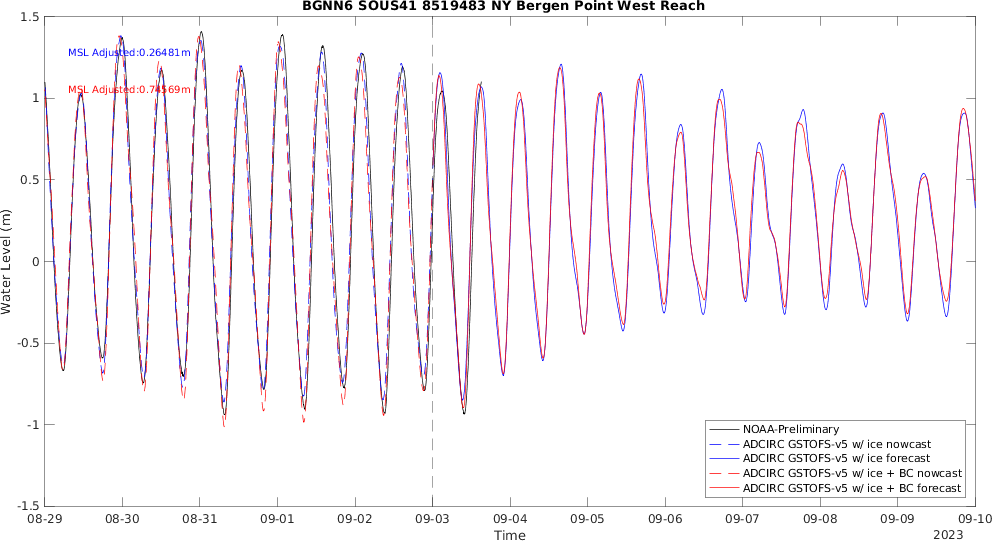 BGNN6 SOUS41 8519483 NY Bergen Point West Reach
MSL Adjusted:0.26481m
MSL Adjusted:0.74569m
Water Level (m)
1.5
1
0.5
0
-0.5
-1
-1.5
08-29 08-30 08-31 09-01 09-02 09-03 09-04 09-05 09-06 09-07 09-08 09-09 09-10
2023
Time
NOAA-Preliminary
ADCIRC GSTOFS-v5 w/ ice nowcast
ADCIRC GSTOFS-v5 w/ ice forecast
ADCIRC GSTOFS-v5 w/ ice + BC nowcast
ADCIRC GSTOFS-v5 w/ ice + BC forecast